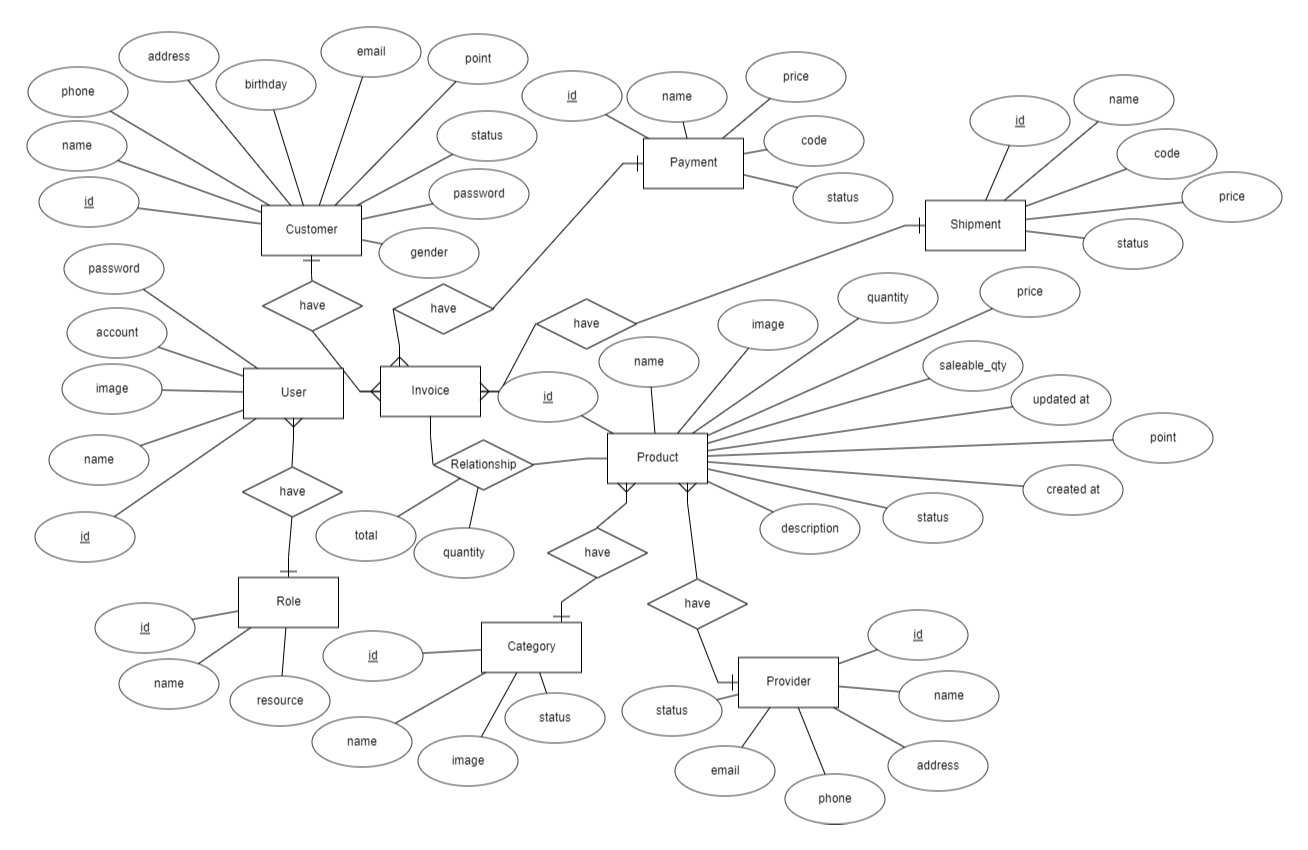 email
address
point
birthday
price
phone
id
name
name
status
code
name
id
code
password
price
id
status
Payment
status
Customer
Shipment
gender
password
quantity
price
have
have
have
image
account
name
saleable_qty
image
User
Invoice
id
updated at
name
Product
point
Relationship
have
created at
id
total
quantity
have
description
status
Role
have
id
id
Category
id
name
resource
Provider
name
status
status
name
image
email
address
phone